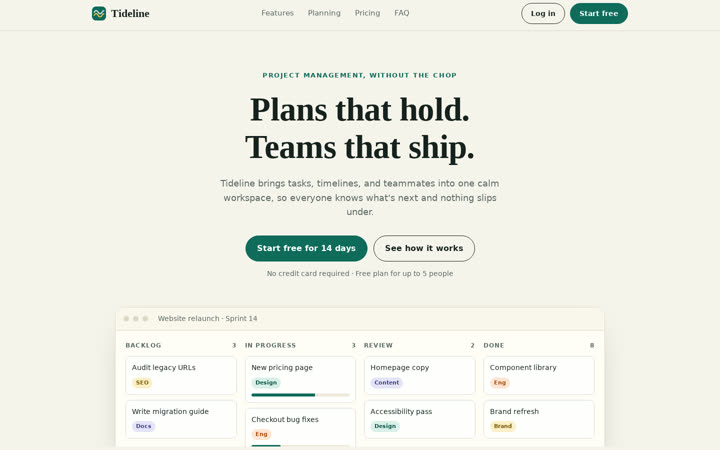 Tideline
Features Planning Pricing FAQ
Log in
Start free
PROJECT MANAGEMENT, WITHOUT THE CHOP
Plans that hold.
Teams that ship.
Tideline brings tasks, timelines, and teammates into one calm
workspace, so everyone knows what's next and nothing slips
under.
Start free for 14 days
See how it works
No credit card required · Free plan for up to 5 people
Website relaunch · Sprint 14
BACKLOG 3
Audit legacy URLs
SEO
Write migration guide
Docs
IN PROGRESS 3
New pricing page
Design
Checkout bug fixes
Eng
REVIEW 2
Homepage copy
Content
Accessibility pass
Design
DONE 8
Component library
Eng
Brand refresh
Brand